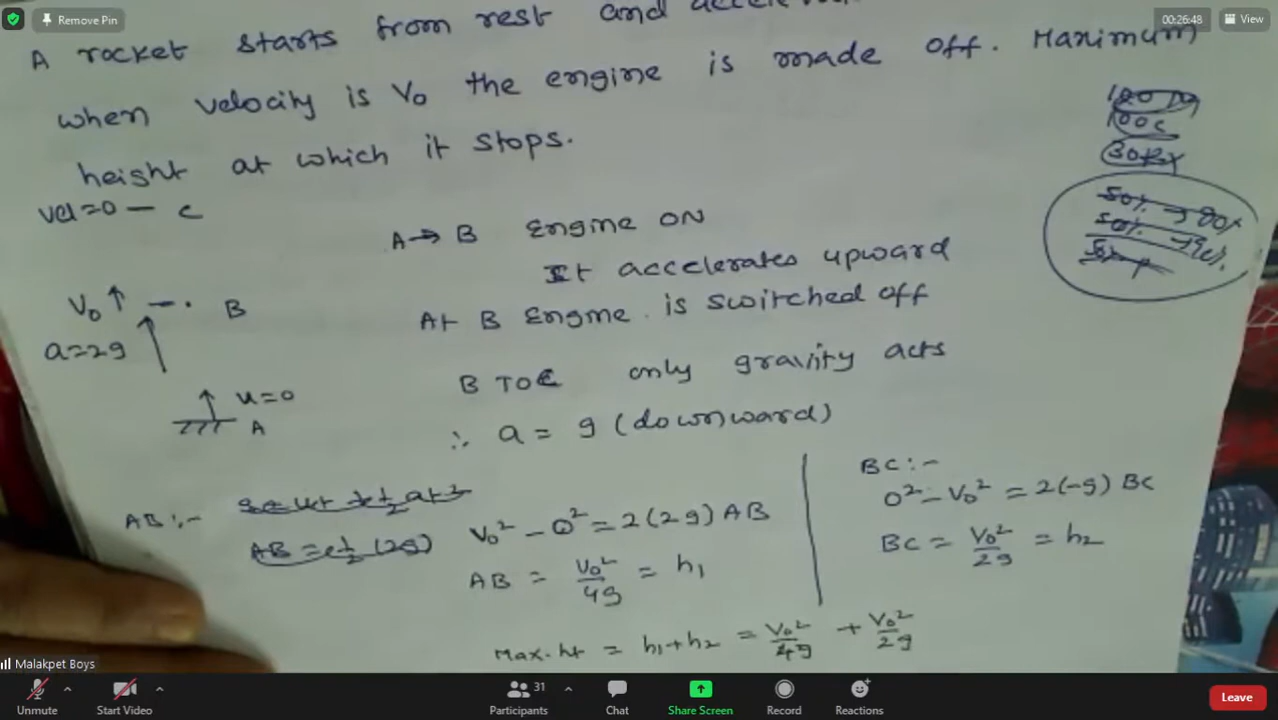 Remove Pin
00:26:48
View
A rocket starts from rest and
when velocity is V₀ the engine is made off. Maximum
height at which it stops.
vel=0 — C
A → B Engine ON
It accelerates upward
V₀ ↑ B
At B Engine is switched off
a=2g
B TO C only gravity acts
u=0
A
∴ a = g (downward)
AB:-
V₀² - 0² = 2(2g) AB
AB = V₀²/4g = h₁
BC:-
0² - V₀² = 2(-g) BC
BC = V₀²/2g = h₂
Max. ht = h₁+h₂ = V₀²/4g + V₀²/2g
Malakpet Boys
Unmute
Start Video
31
Participants
Chat
Share Screen
Record
Reactions
Leave